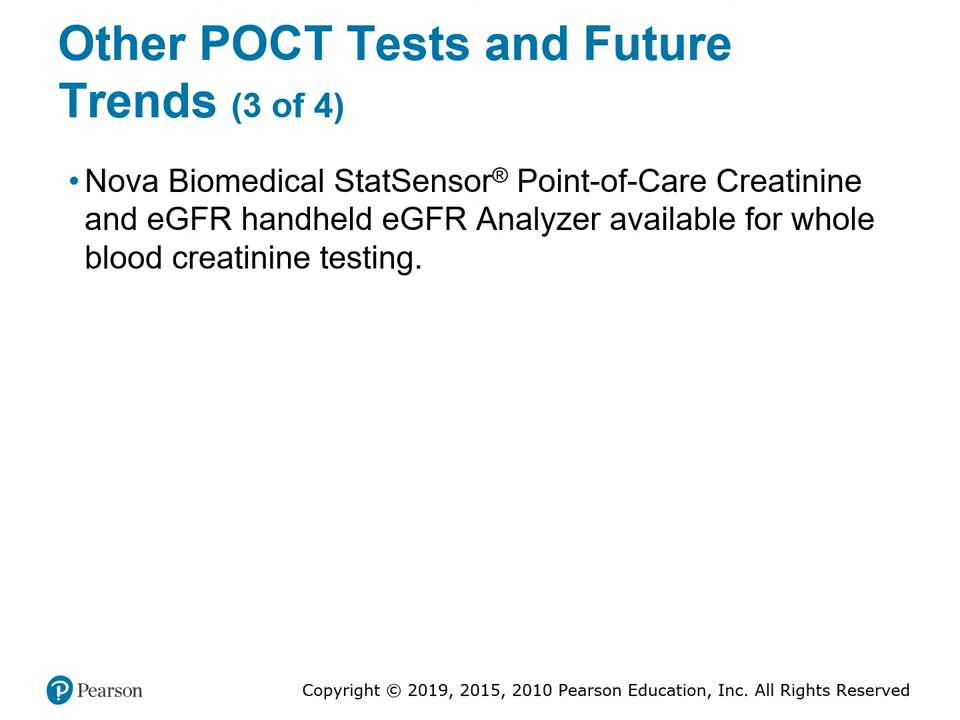 Other POCT Tests and Future
Trends (3 of 4)
• Nova Biomedical StatSensor® Point-of-Care Creatinine
and eGFR handheld eGFR Analyzer available for whole
blood creatinine testing.
Pearson
Copyright © 2019, 2015, 2010 Pearson Education, Inc. All Rights Reserved